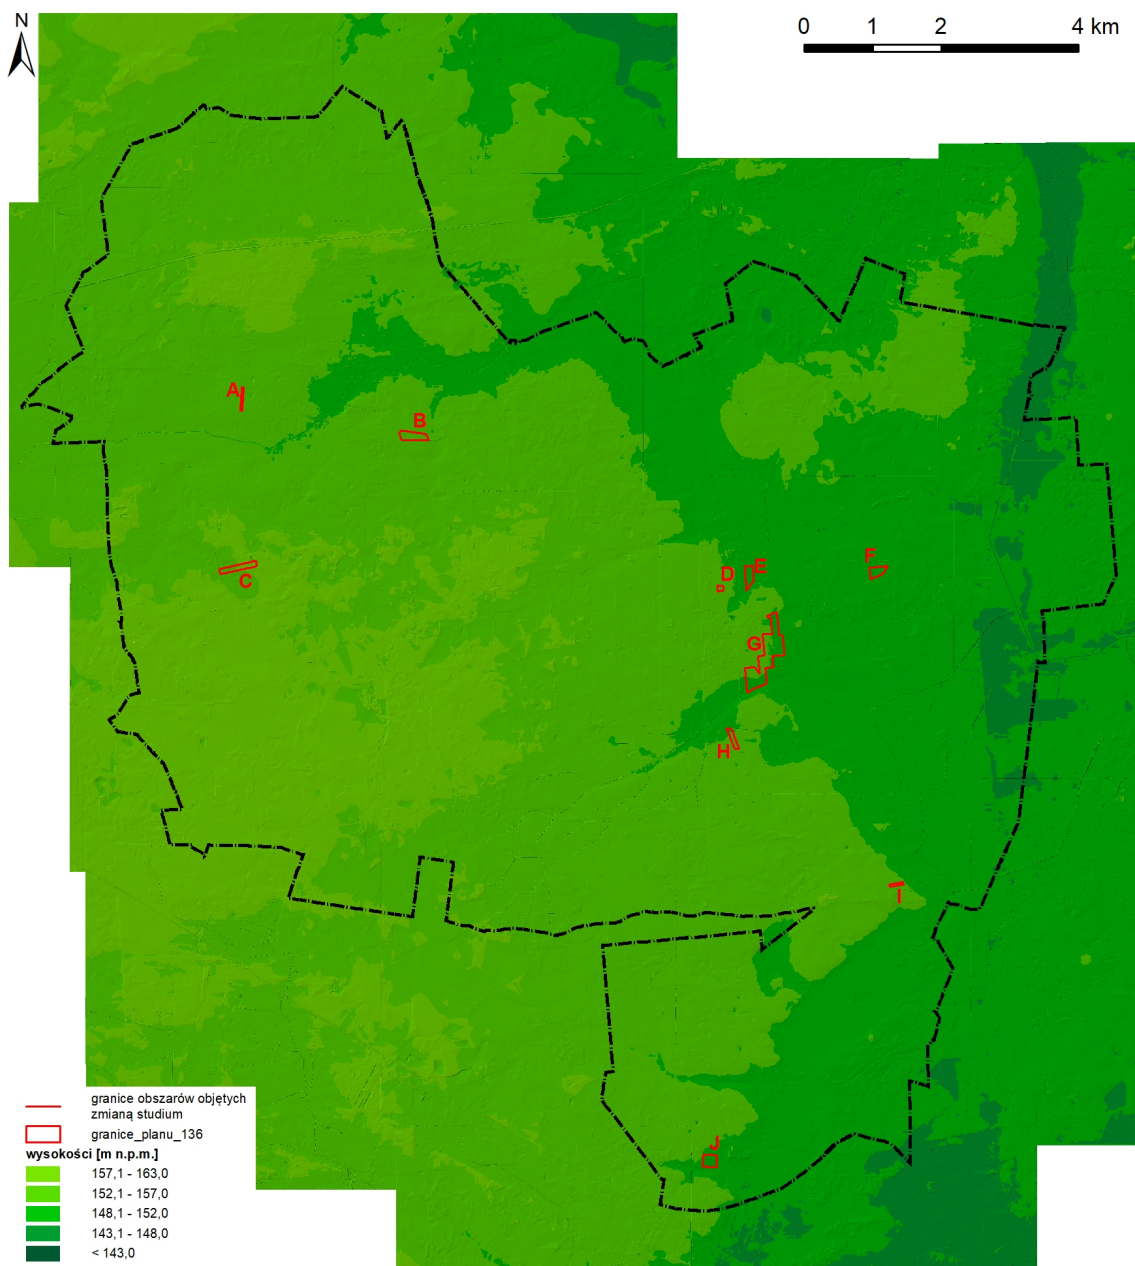 N
0 1 2 4 km
A
B
C
D
E
F
G
H
I
J
granice obszarów objętych
zmianą studium
granice_planu_136
wysokości [m n.p.m.]
157,1 - 163,0
152,1 - 157,0
148,1 - 152,0
143,1 - 148,0
< 143,0